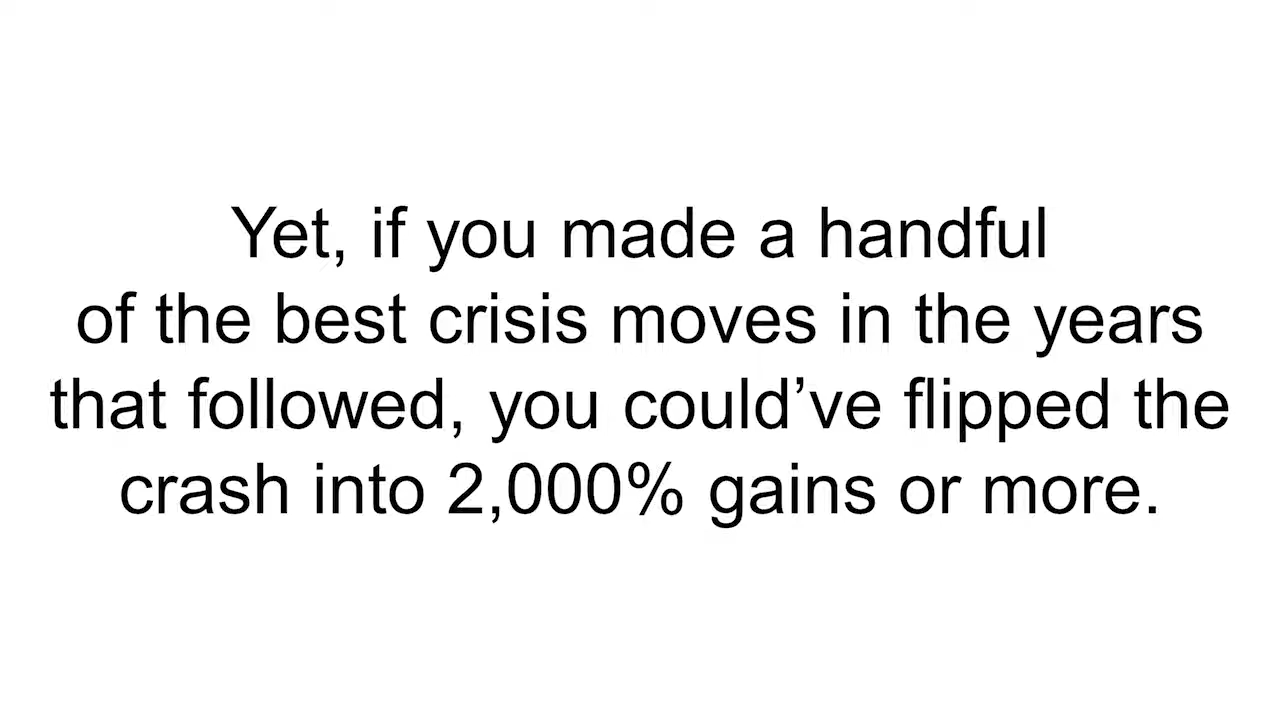 Yet, if you made a handful
of the best crisis moves in the years
that followed, you could’ve flipped the
crash into 2,000% gains or more.